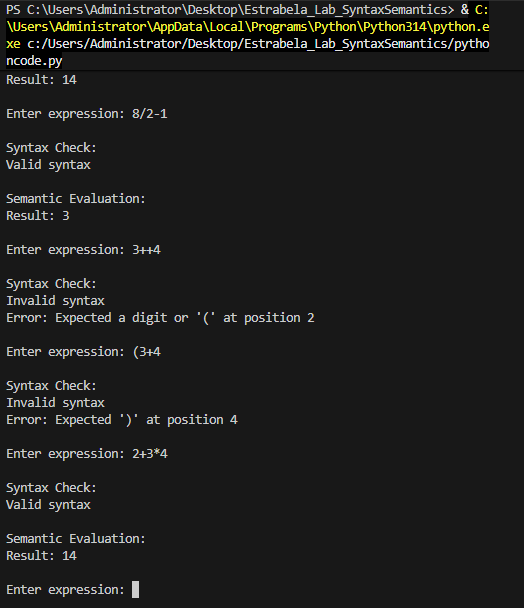 PS C:\Users\Administrator\Desktop\Estrabela_Lab_SyntaxSemantics> & C:
\Users\Administrator\AppData\Local\Programs\Python\Python314\python.e
xe c:/Users/Administrator/Desktop/Estrabela_Lab_SyntaxSemantics/pytho
ncode.py
Result: 14
Enter expression: 8/2-1
Syntax Check:
Valid syntax
Semantic Evaluation:
Result: 3
Enter expression: 3++4
Syntax Check:
Invalid syntax
Error: Expected a digit or '(' at position 2
Enter expression: (3+4
Syntax Check:
Invalid syntax
Error: Expected ')' at position 4
Enter expression: 2+3*4
Syntax Check:
Valid syntax
Semantic Evaluation:
Result: 14
Enter expression: